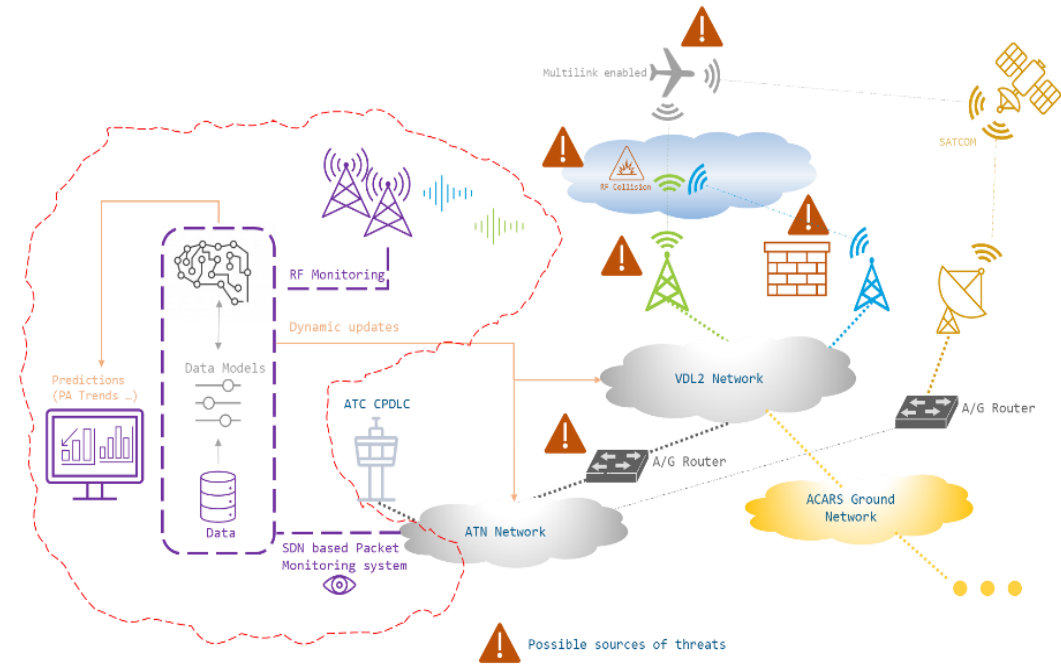 Multilink enabled
SATCOM
RF Collision
RF Monitoring
Dynamic updates
Data Models
Predictions
(PA Trends …)
ATC CPDLC
VDL2 Network
A/G Router
A/G Router
ACARS Ground
Network
ATN Network
Data
SDN based Packet
Monitoring system
Possible sources of threats